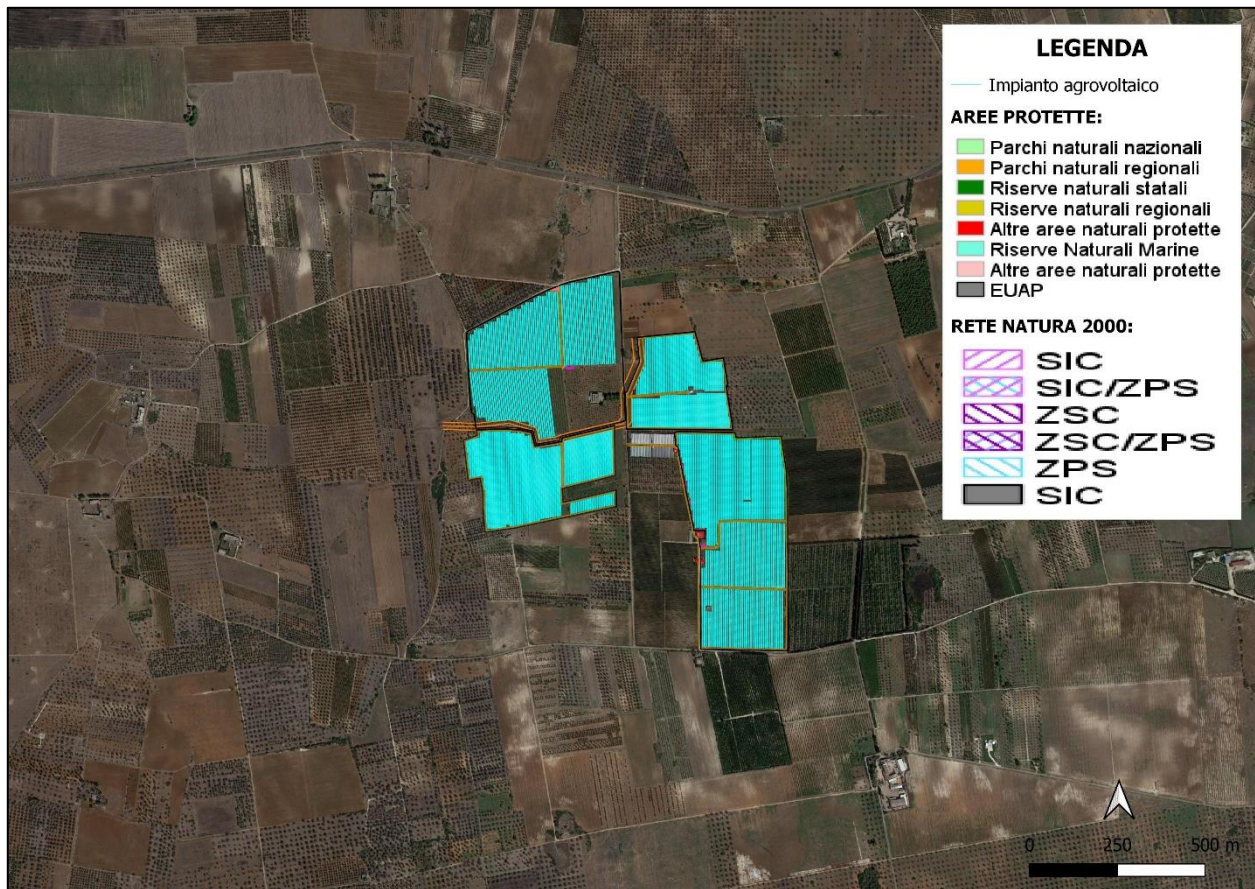 LEGENDA
Impianto agrovoltaico
AREE PROTETTE:
Parchi naturali nazionali
Parchi naturali regionali
Riserve naturali statali
Riserve naturali regionali
Altre aree naturali protette
Riserve Naturali Marine
Altre aree naturali protette
EUAP
RETE NATURA 2000:
SIC
SIC/ZPS
ZSC
ZSC/ZPS
ZPS
SIC
0 250 500 m